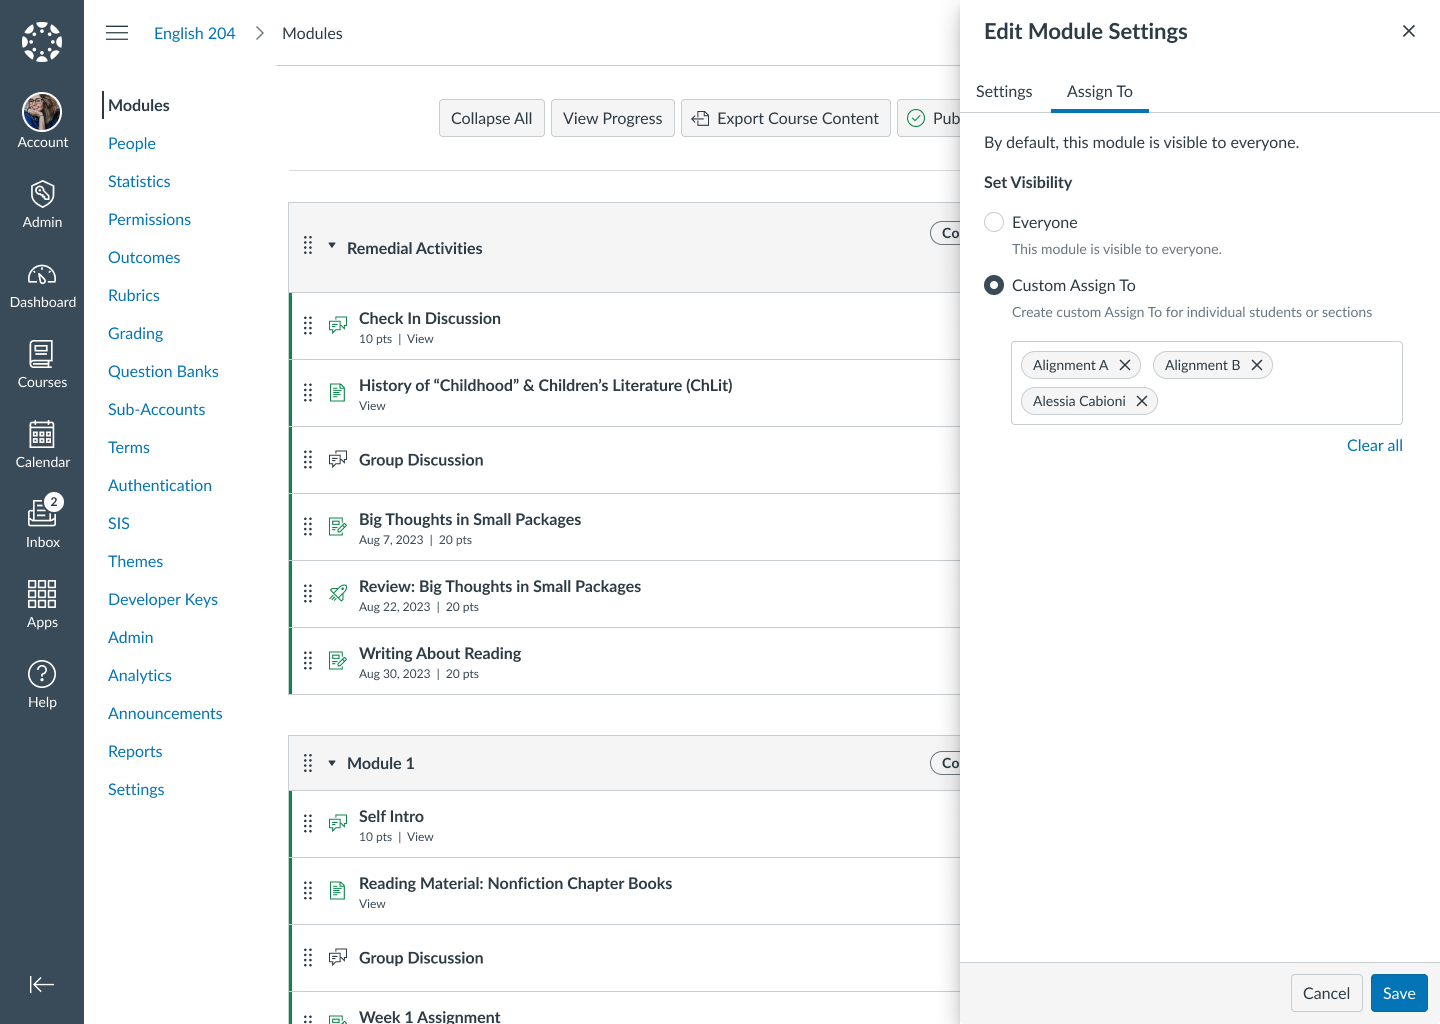 Account
Admin
Dashboard
Courses
Calendar
2
Inbox
Apps
Help
English 204
Modules
Modules
People
Statistics
Permissions
Outcomes
Rubrics
Grading
Question Banks
Sub-Accounts
Terms
Authentication
SIS
Themes
Developer Keys
Admin
Analytics
Announcements
Reports
Settings
Collapse All
View Progress
Export Course Content
Pub
Remedial Activities
Co
Check In Discussion
10 pts | View
History of “Childhood” & Children’s Literature (ChLit)
View
Group Discussion
Big Thoughts in Small Packages
Aug 7, 2023 | 20 pts
Review: Big Thoughts in Small Packages
Aug 22, 2023 | 20 pts
Writing About Reading
Aug 30, 2023 | 20 pts
Module 1
Co
Self Intro
10 pts | View
Reading Material: Nonfiction Chapter Books
View
Group Discussion
Week 1 Assignment
Edit Module Settings
Settings
Assign To
By default, this module is visible to everyone.
Set Visibility
Everyone
This module is visible to everyone.
Custom Assign To
Create custom Assign To for individual students or sections
Alignment A
Alignment B
Alessia Cabioni
Clear all
Cancel
Save